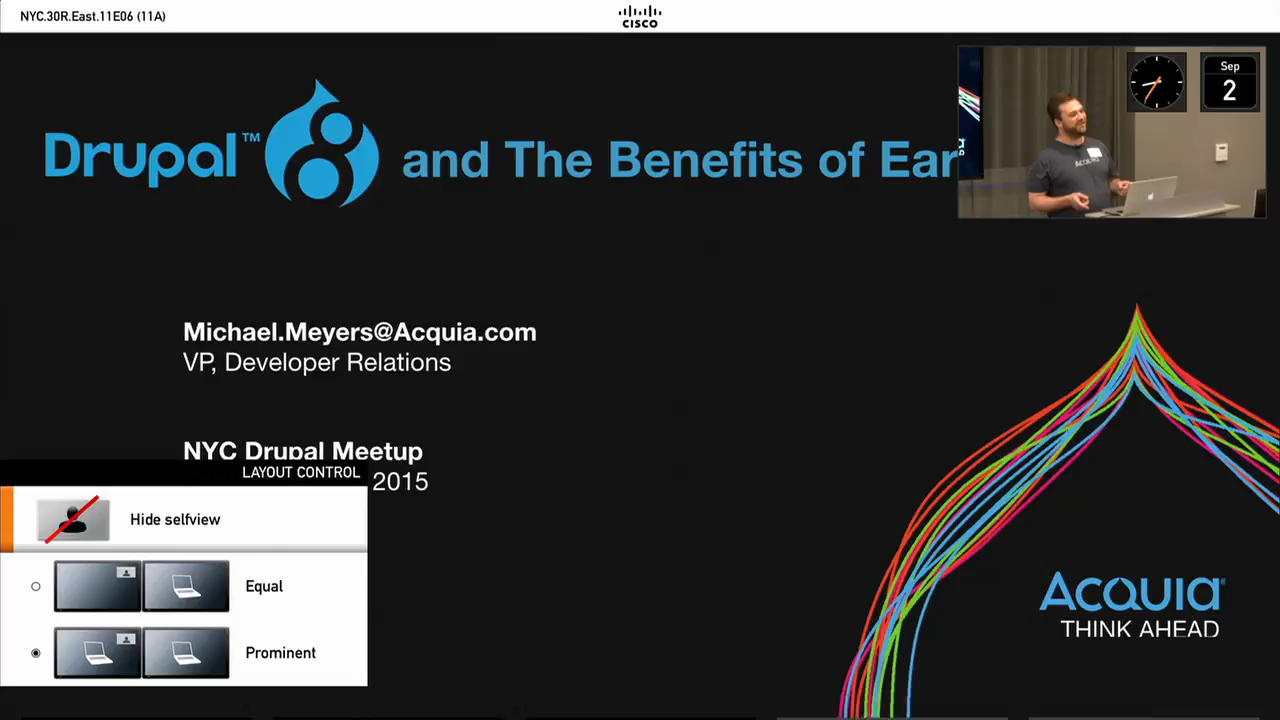 NYC.30R.East.11E06 (11A)
CISCO
Sep
2
Drupal™ and The Benefits of Ear
Michael.Meyers@Acquia.com
VP, Developer Relations
NYC Drupal Meetup
2015
LAYOUT CONTROL
Hide selfview
Equal
Prominent
ACQUIA®
THINK AHEAD